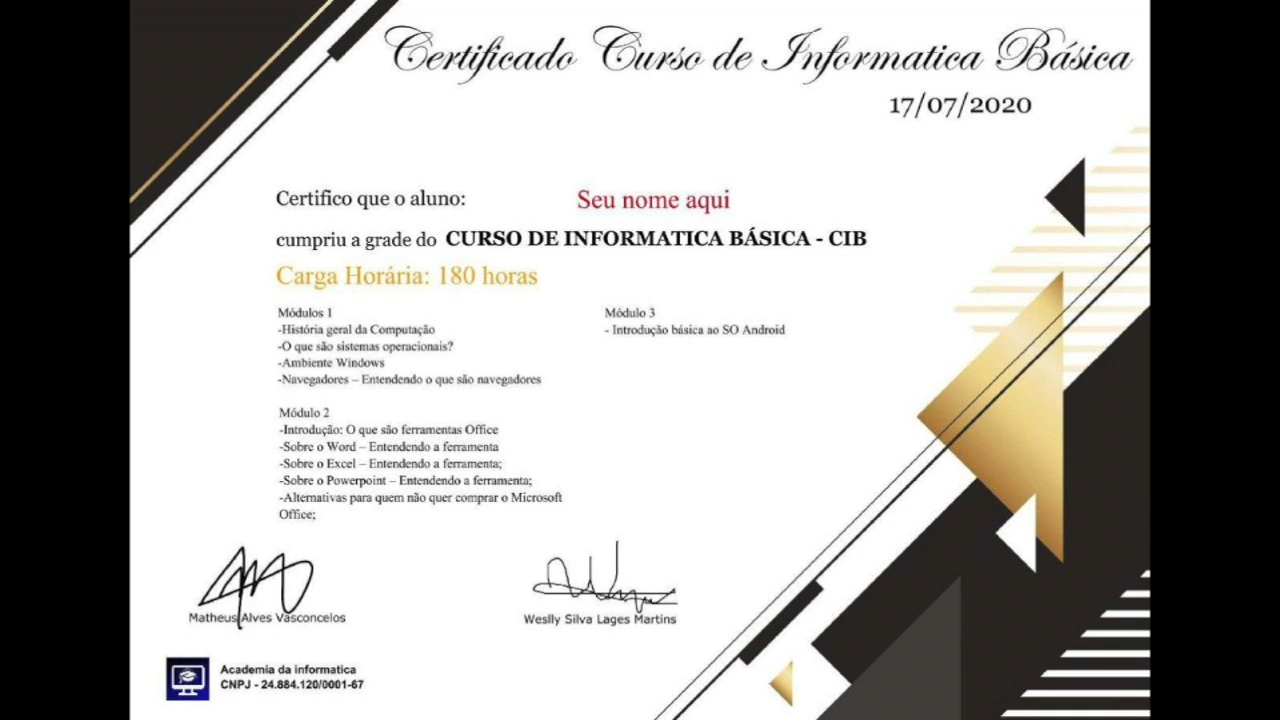 Certificado Curso de Informatica Básica
17/07/2020
Certifico que o aluno: Seu nome aqui
cumpriu a grade do CURSO DE INFORMATICA BÁSICA - CIB
Carga Horária: 180 horas
Módulos 1
-História geral da Computação
-O que são sistemas operacionais?
-Ambiente Windows
-Navegadores – Entendendo o que são navegadores
Módulo 2
-Introdução: O que são ferramentas Office
-Sobre o Word – Entendendo a ferramenta
-Sobre o Excel – Entendendo a ferramenta;
-Sobre o Powerpoint – Entendendo a ferramenta;
-Alternativas para quem não quer comprar o Microsoft
Office;
Módulo 3
- Introdução básica ao SO Android
Matheus Alves Vasconcelos
Weslly Silva Lages Martins
Academia da informatica
CNPJ - 24.884.120/0001-67